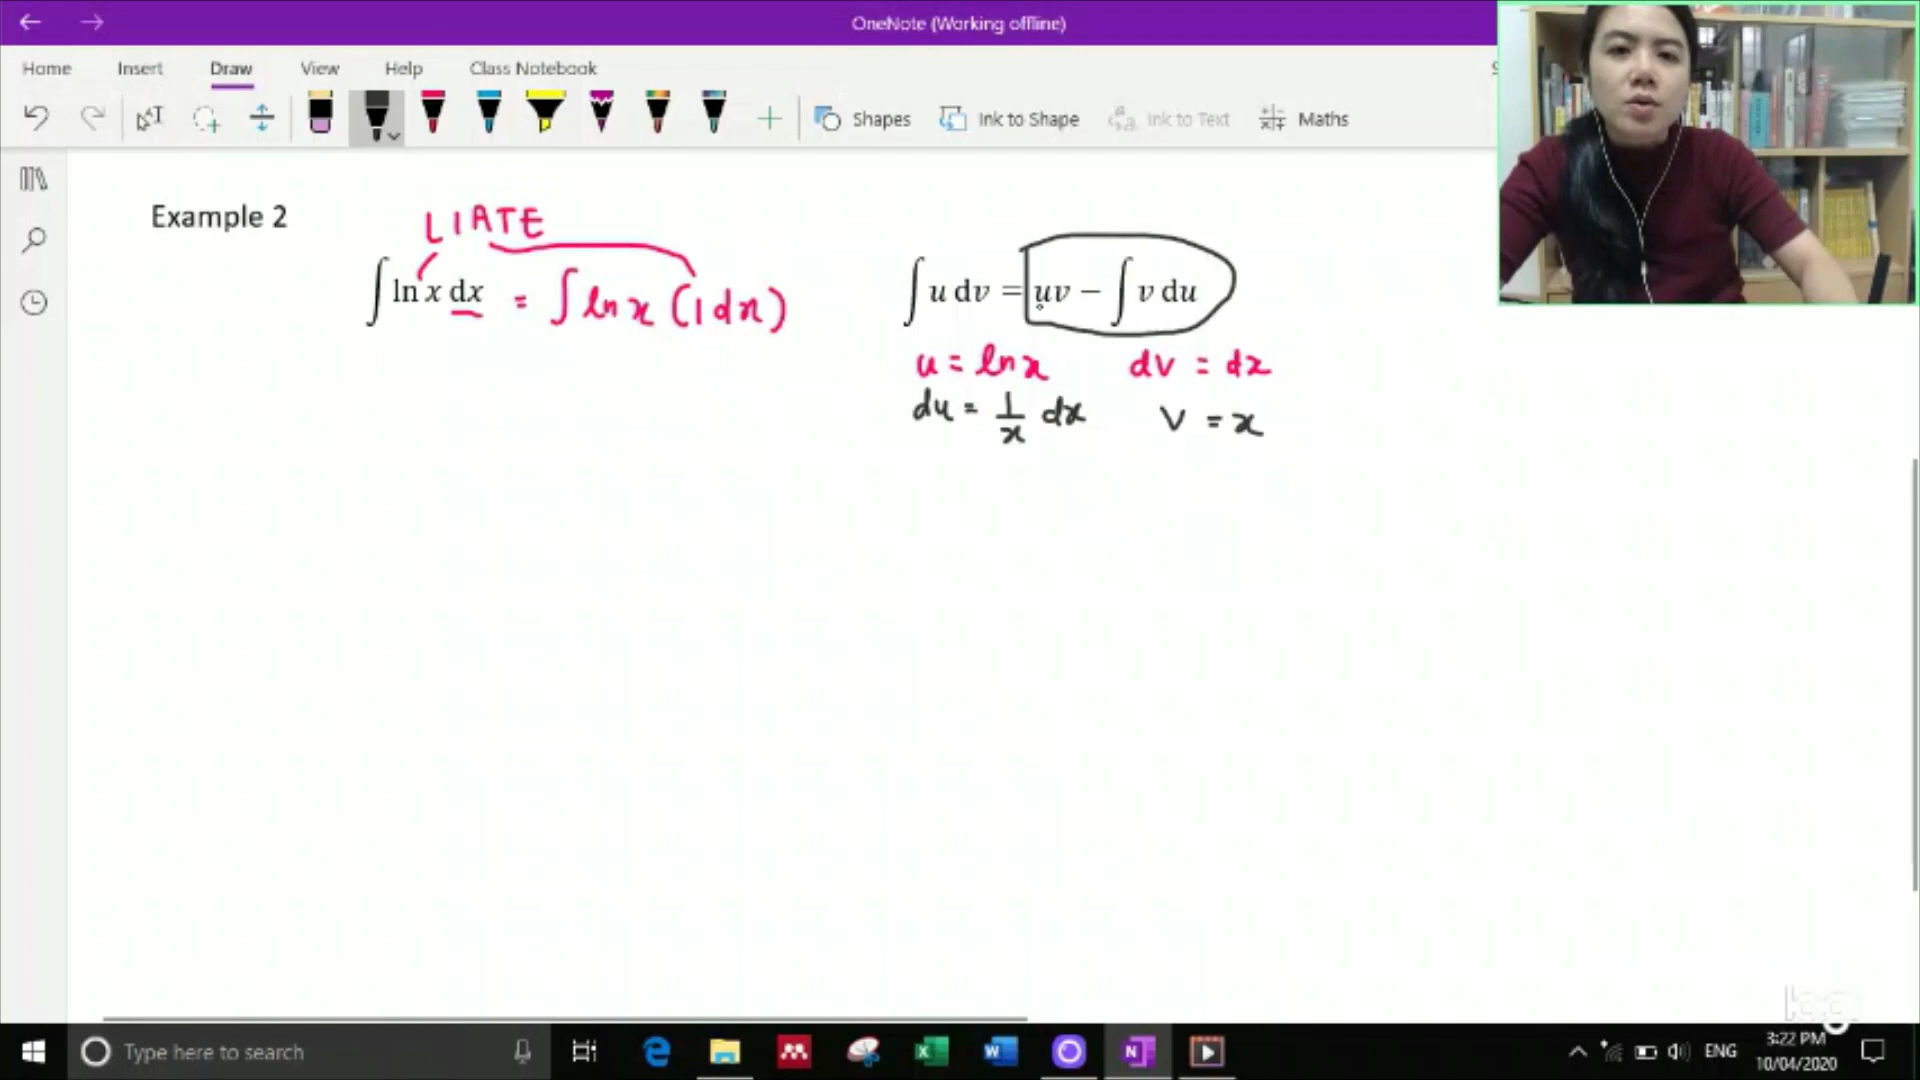 OneNote (Working offline)
Home Insert Draw View Help Class Notebook
Shapes Ink to Shape Ink to Text Maths
Example 2
LIATE
∫ ln x dx = ∫ ln x (1 dx)
∫ u dv = uv − ∫ v du
u = ln x dv = dx
du = 1/x dx v = x
Type here to search
ENG
3:22 PM
10/04/2020